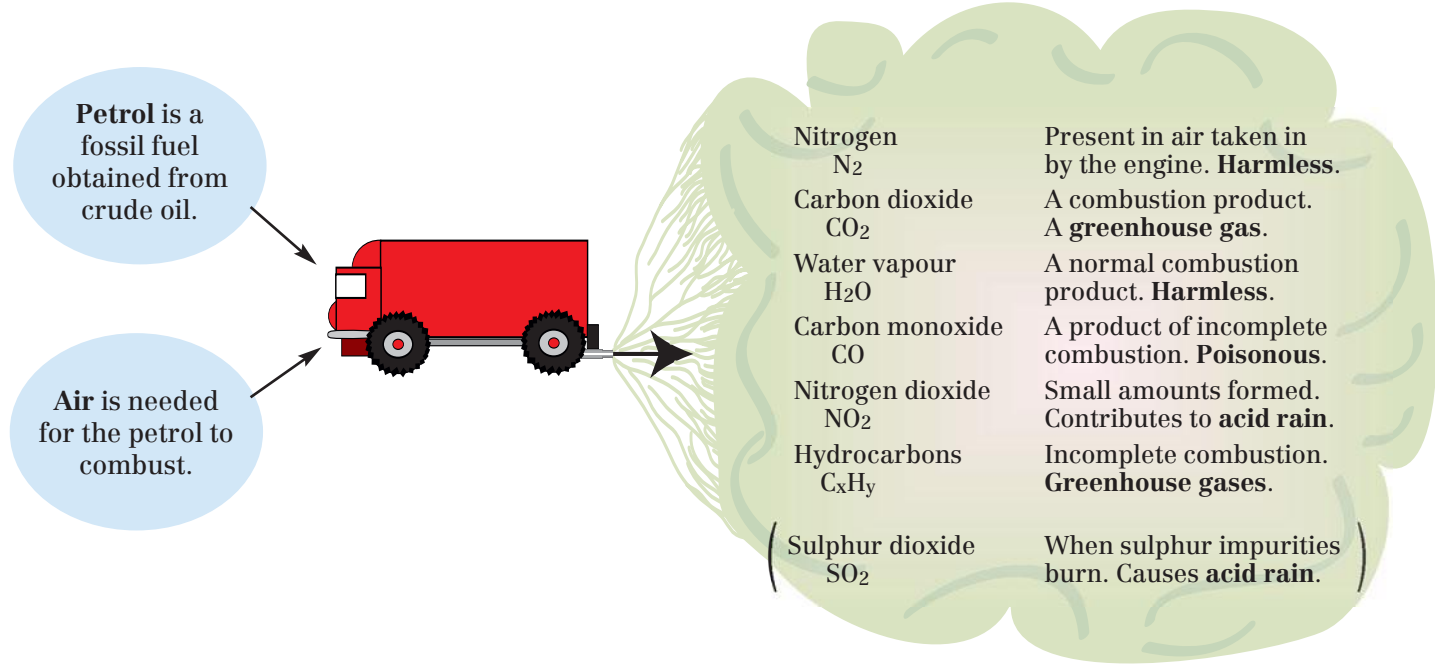 Petrol is a
fossil fuel
obtained from
crude oil.
Air is needed
for the petrol to
combust.
Nitrogen Present in air taken in
N2 by the engine. Harmless.
Carbon dioxide A combustion product.
CO2 A greenhouse gas.
Water vapour A normal combustion
H2O product. Harmless.
Carbon monoxide A product of incomplete
CO combustion. Poisonous.
Nitrogen dioxide Small amounts formed.
NO2 Contributes to acid rain.
Hydrocarbons Incomplete combustion.
CxHy Greenhouse gases.
(Sulphur dioxide When sulphur impurities
SO2 burn. Causes acid rain.)